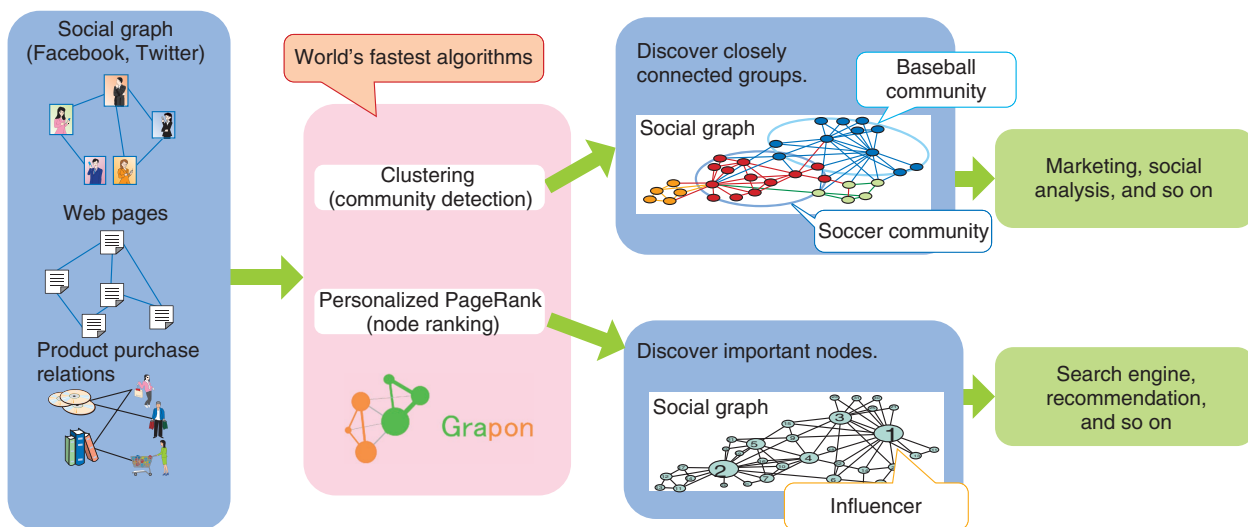 Social graph
(Facebook, Twitter)
Web pages
Product purchase
relations
World's fastest algorithms
Clustering
(community detection)
Personalized PageRank
(node ranking)
Grapon
Discover closely
connected groups.
Baseball
community
Social graph
Soccer community
Marketing, social
analysis, and so on
Discover important nodes.
Social graph
1
2
3
4
5
6
7
9
Influencer
Search engine,
recommendation,
and so on